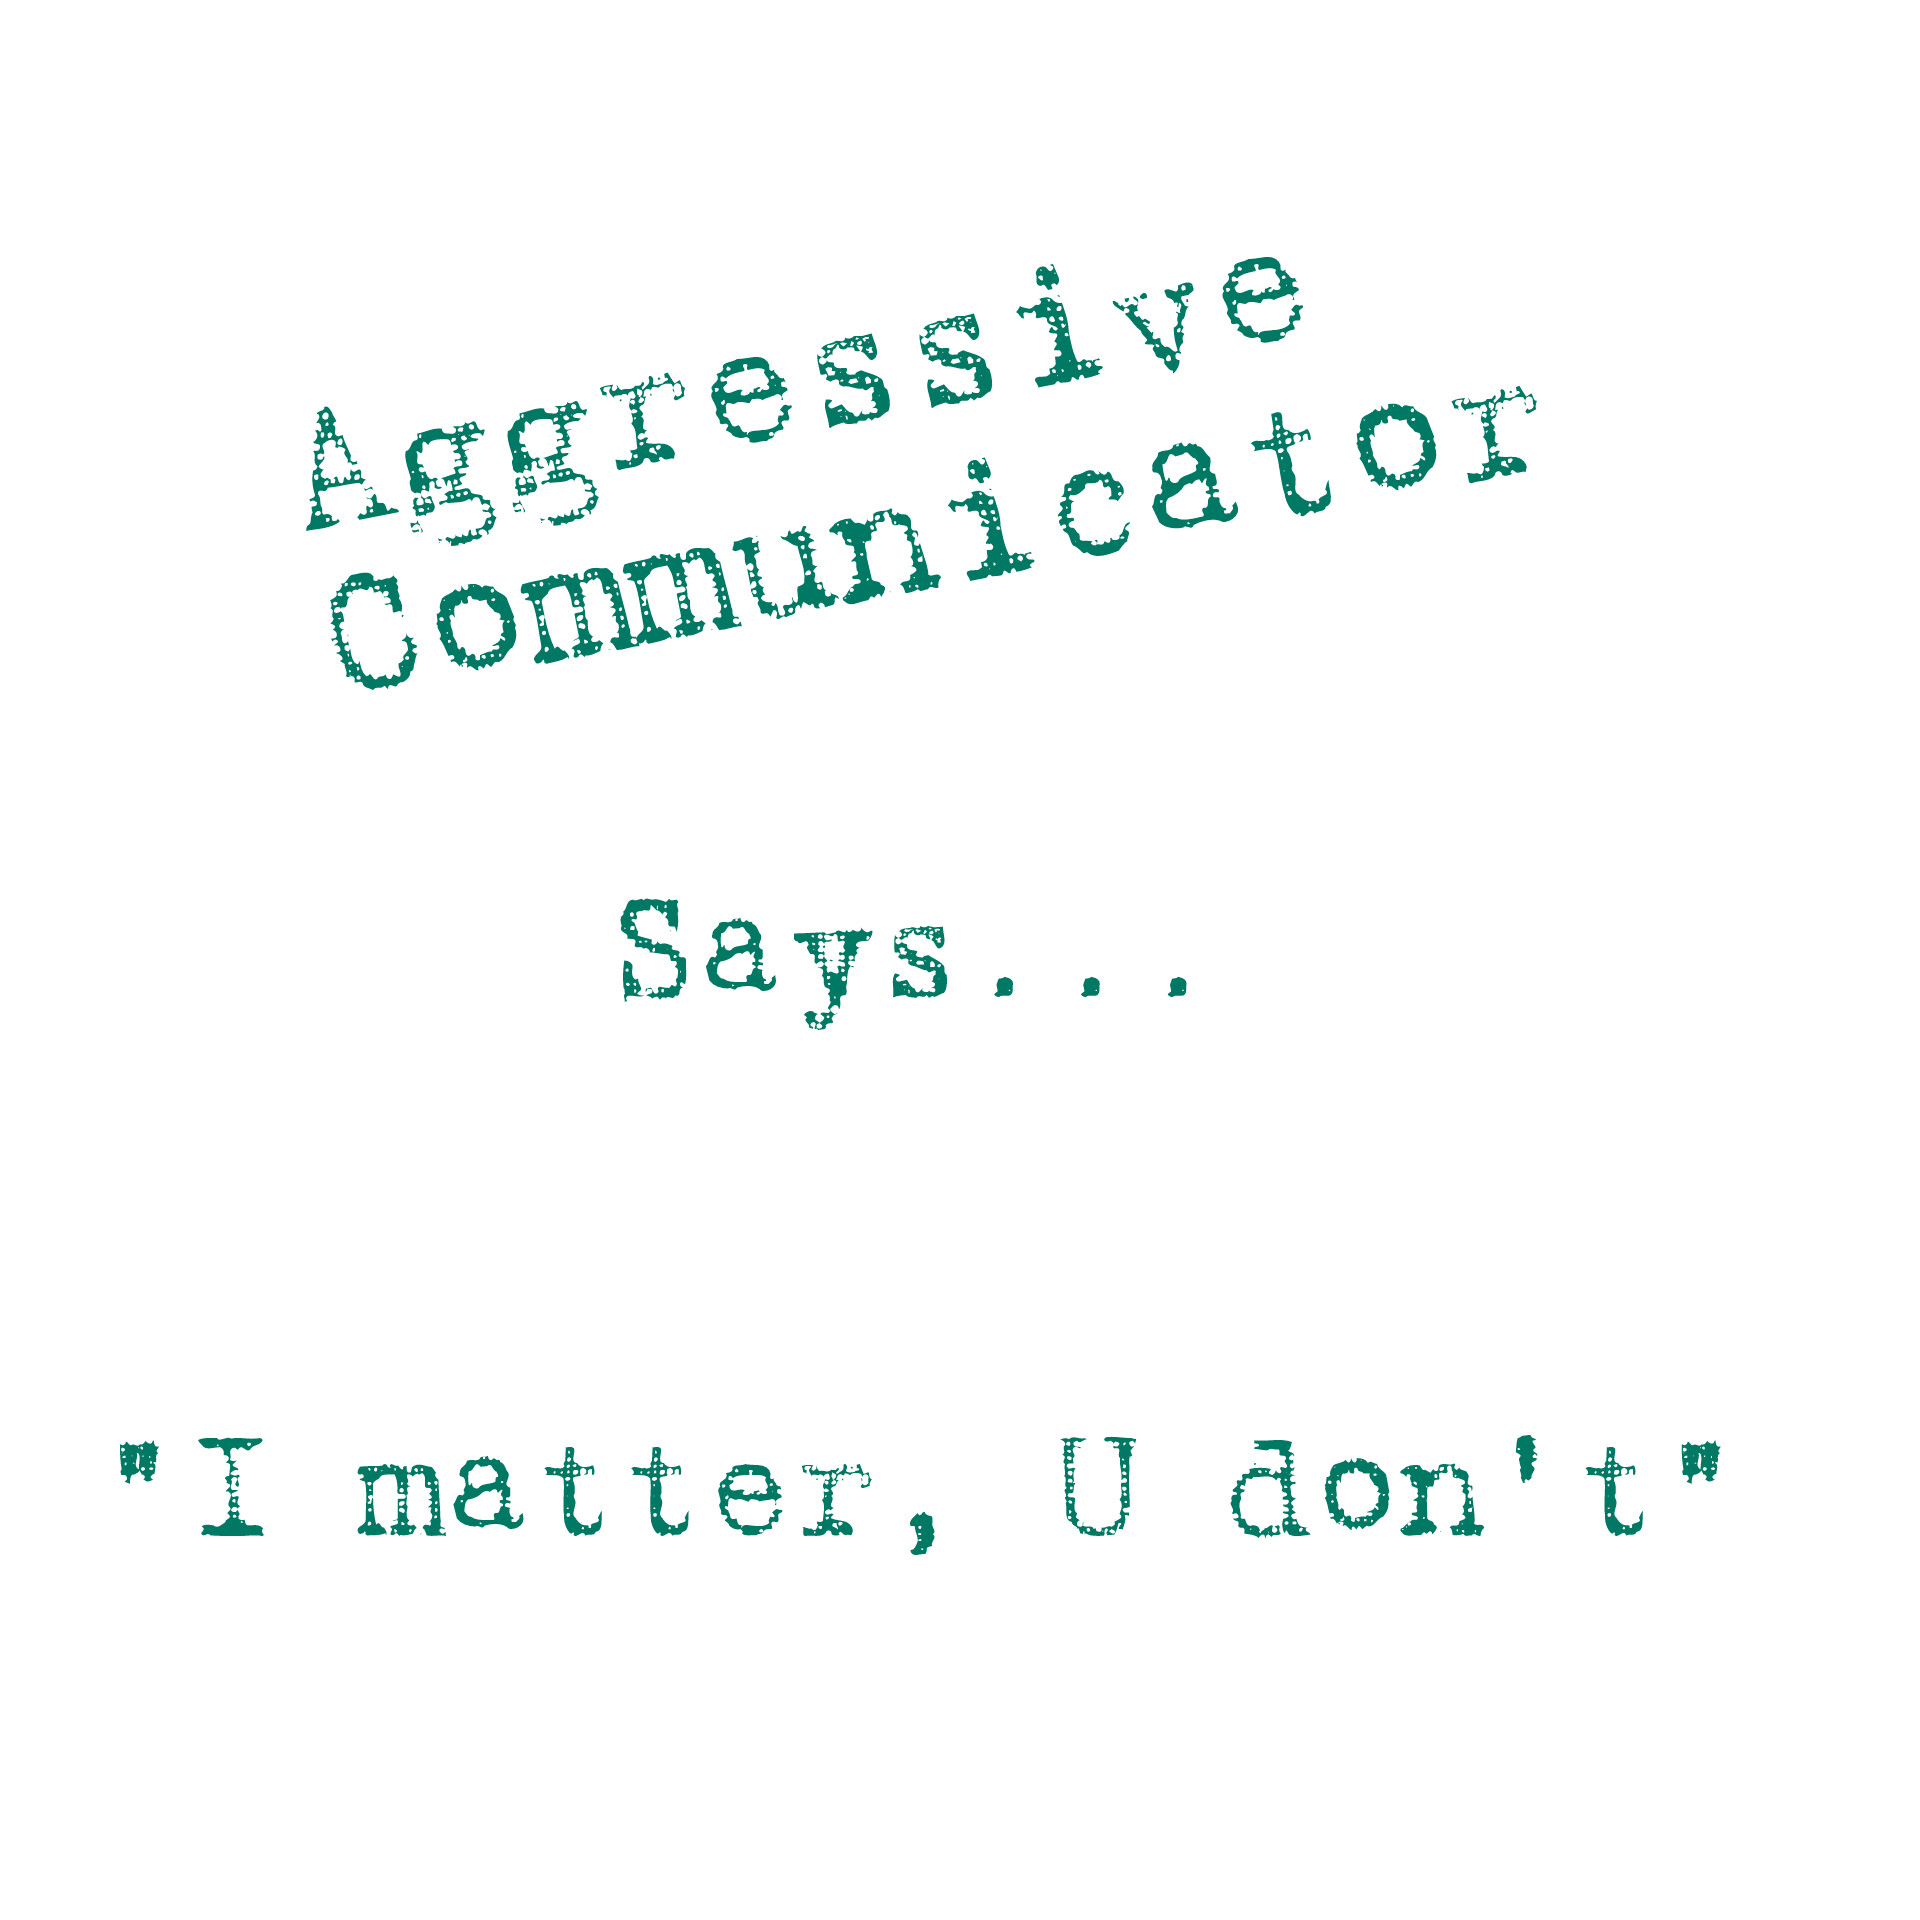 Aggressive
Communicator
Says...
"I matter, U don't"